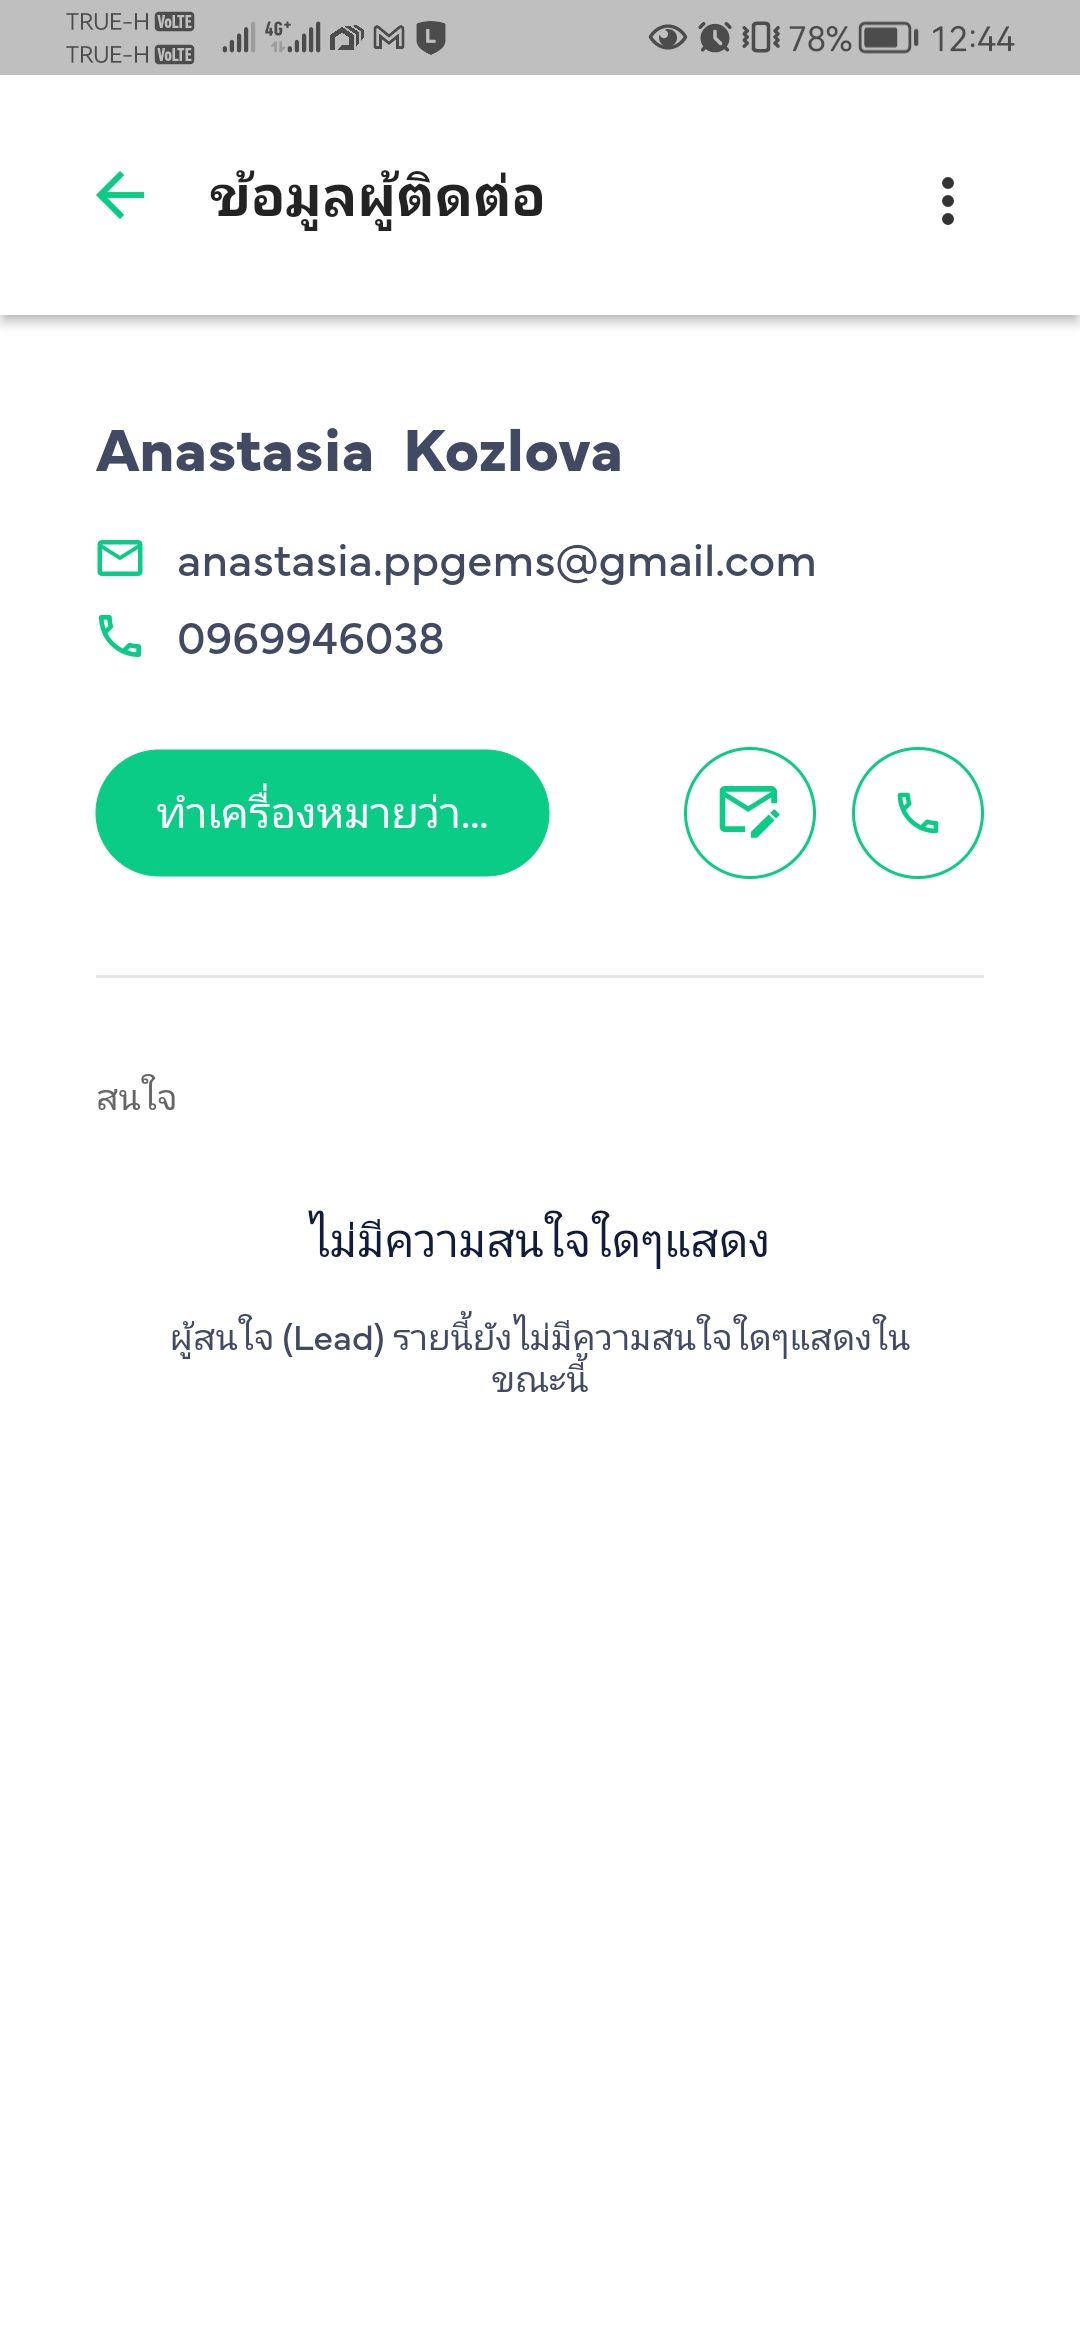 TRUE-H VoLTE
TRUE-H VoLTE
4G+
L
78%
12:44
ข้อมูลผู้ติดต่อ
Anastasia Kozlova
anastasia.ppgems@gmail.com
0969946038
ทำเครื่องหมายว่า...
สนใจ
ไม่มีความสนใจใดๆแสดง
ผู้สนใจ (Lead) รายนี้ยังไม่มีความสนใจใดๆแสดงใน
ขณะนี้